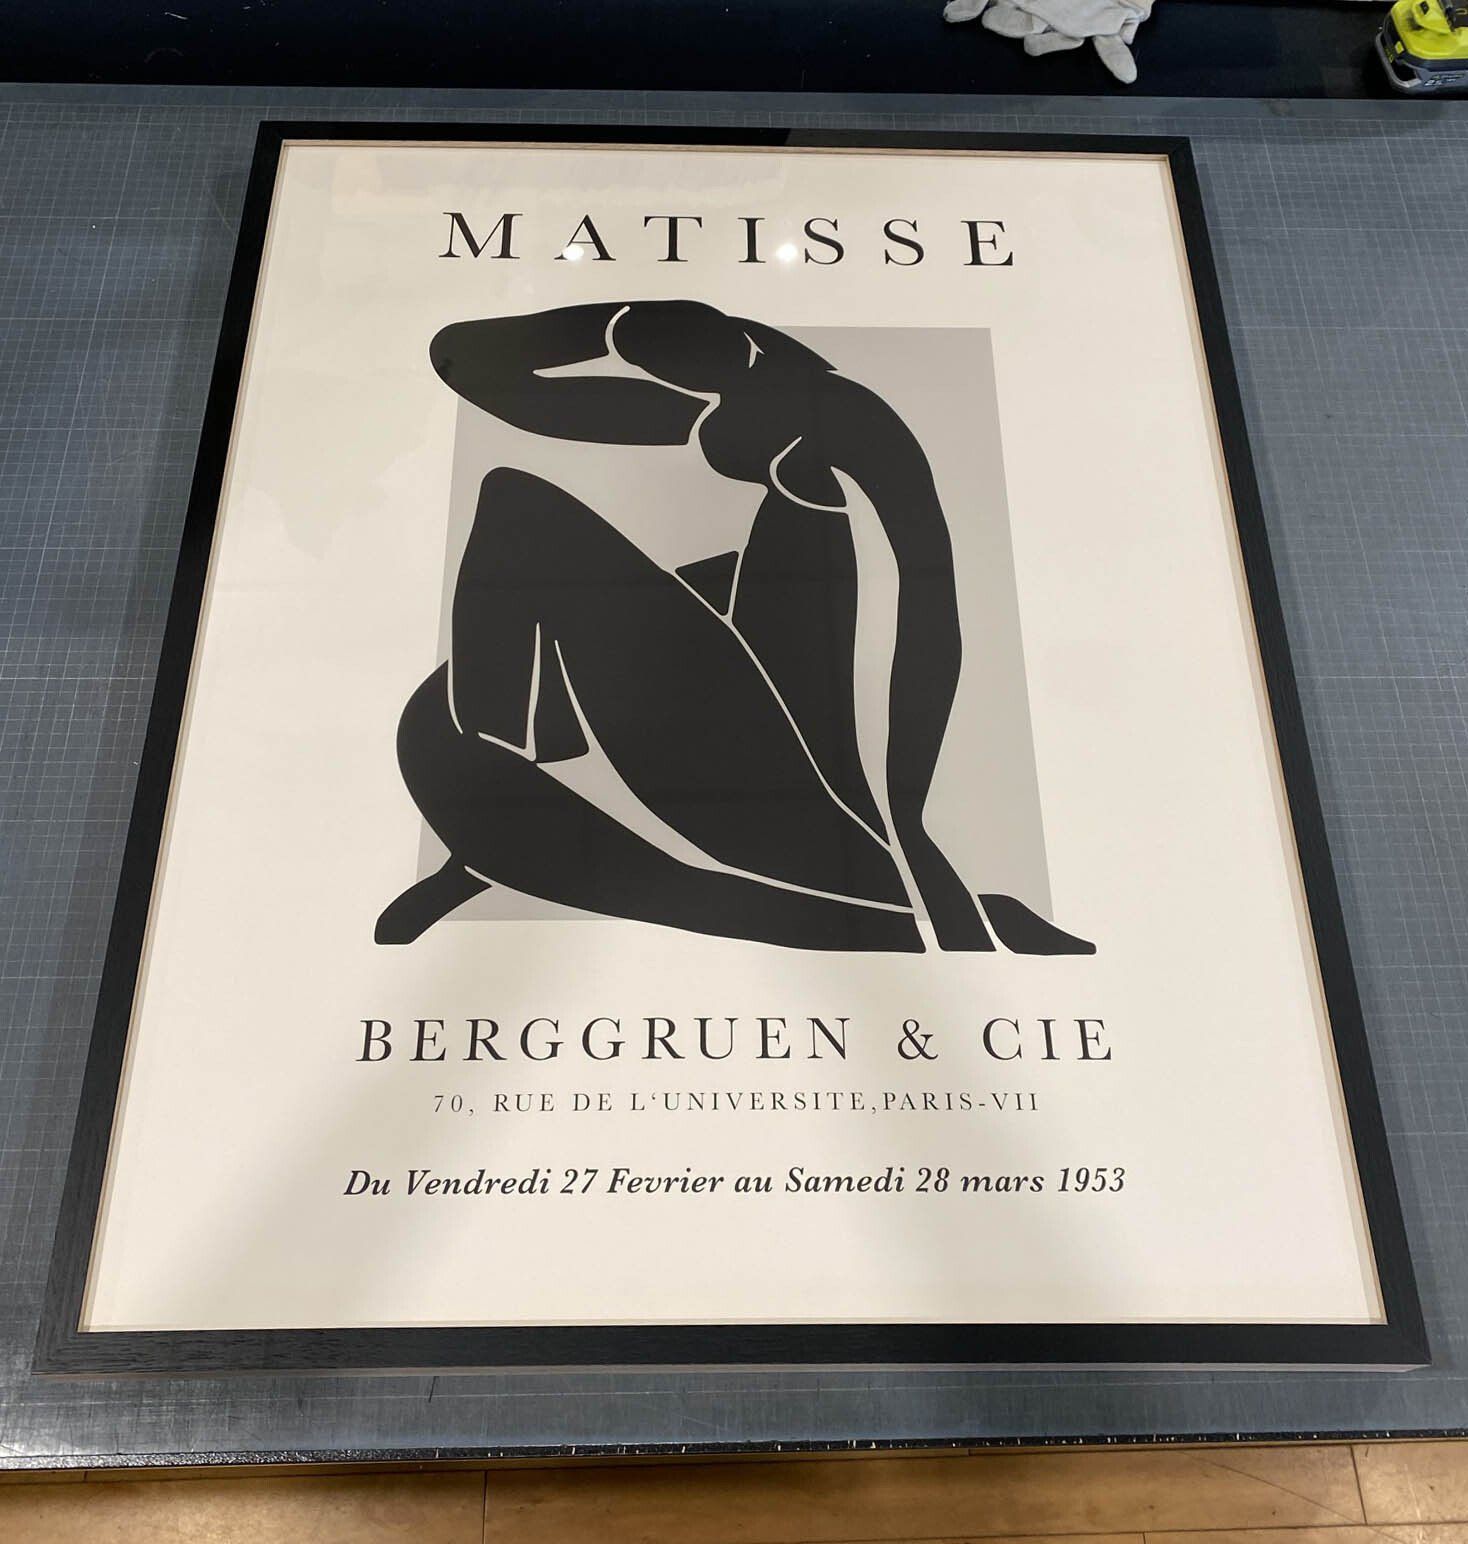 MATISSE
BERGGRUEN & CIE
70, RUE DE L‘UNIVERSITE,PARIS-VII
Du Vendredi 27 Fevrier au Samedi 28 mars 1953